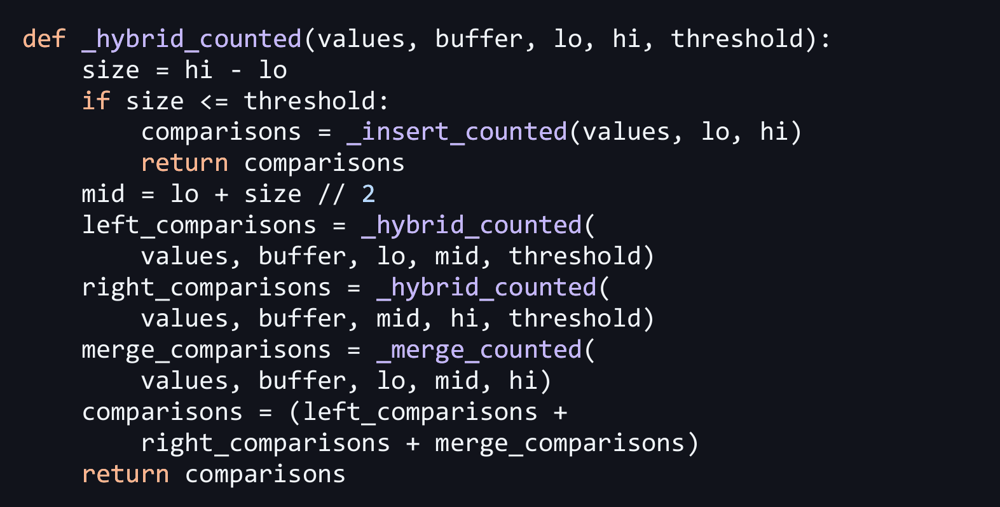 def _hybrid_counted(values, buffer, lo, hi, threshold):
    size = hi - lo
    if size <= threshold:
        comparisons = _insert_counted(values, lo, hi)
        return comparisons
    mid = lo + size // 2
    left_comparisons = _hybrid_counted(
        values, buffer, lo, mid, threshold)
    right_comparisons = _hybrid_counted(
        values, buffer, mid, hi, threshold)
    merge_comparisons = _merge_counted(
        values, buffer, lo, mid, hi)
    comparisons = (left_comparisons +
        right_comparisons + merge_comparisons)
    return comparisons